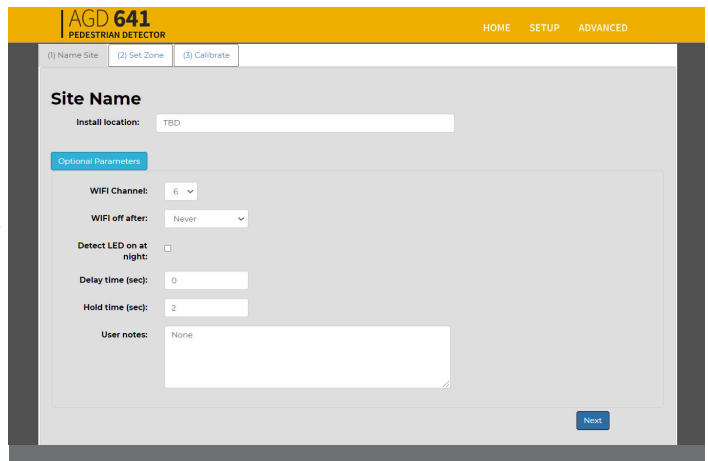 AGD 641
PEDESTRIAN DETECTOR
HOME SETUP ADVANCED
(1) Name Site (2) Set Zone (3) Calibrate
Site Name
Install location: TBD
Optional Parameters
WIFI Channel: 6
WIFI off after: Never
Detect LED on at
night:
Delay time (sec): 0
Hold time (sec): 2
User notes: None
Next